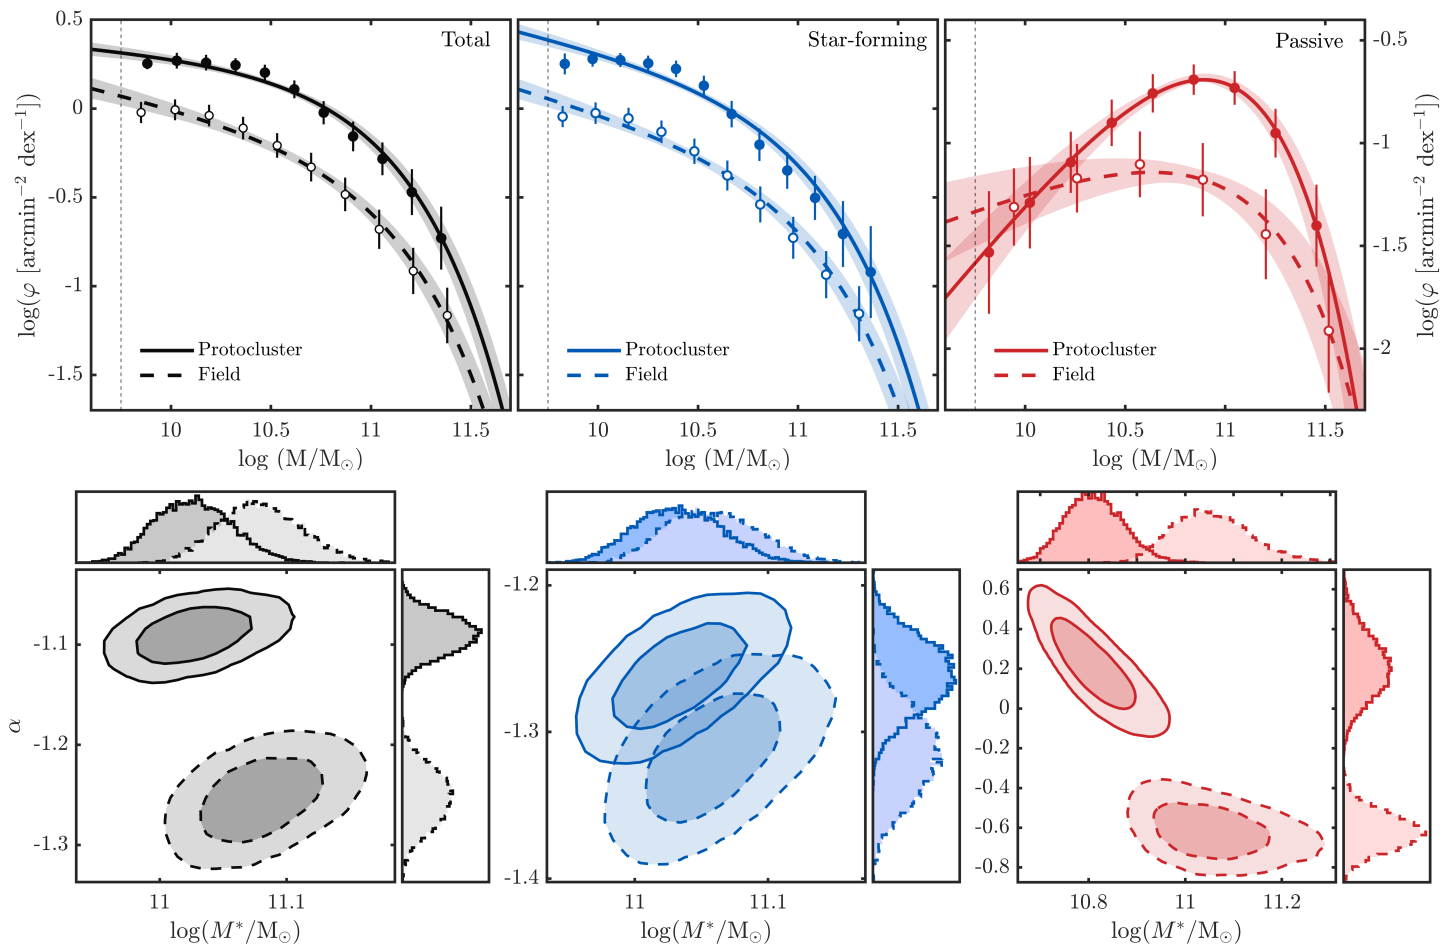 Total
Star-forming
Passive
0.5
0
-0.5
-1
-1.5
log(φ [arcmin⁻² dex⁻¹])
-0.5
-1
-1.5
-2
log(φ [arcmin⁻² dex⁻¹])
Protocluster
Field
Protocluster
Field
Protocluster
Field
10 10.5 11 11.5
10 10.5 11 11.5
10 10.5 11 11.5
log (M/M⊙)
log (M/M⊙)
log (M/M⊙)
-1.1
-1.2
-1.3
α
-1.2
-1.3
-1.4
0.6
0.4
0.2
0
-0.2
-0.4
-0.6
-0.8
11 11.1
11 11.1
10.8 11 11.2
log(M*/M⊙)
log(M*/M⊙)
log(M*/M⊙)